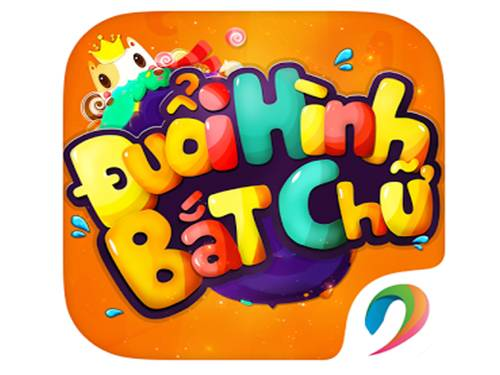 Đuổi Hình
Bắt Chữ